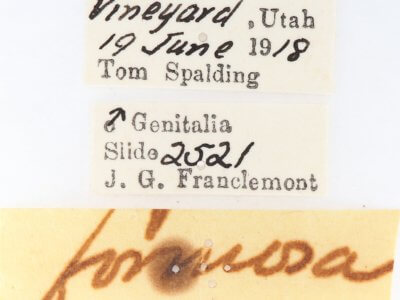 Vineyard, Utah
19 June 1918
Tom Spalding
♂ Genitalia
Slide 2521
J. G. Franclemont
formosa